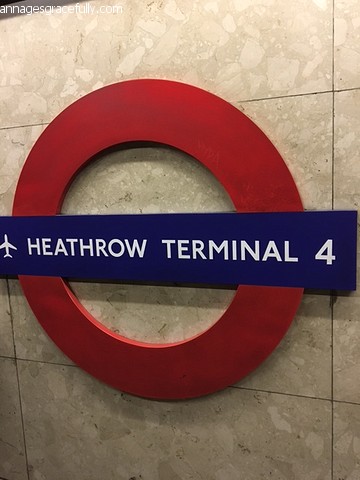 annagesgracefully.com
HEATHROW TERMINAL 4